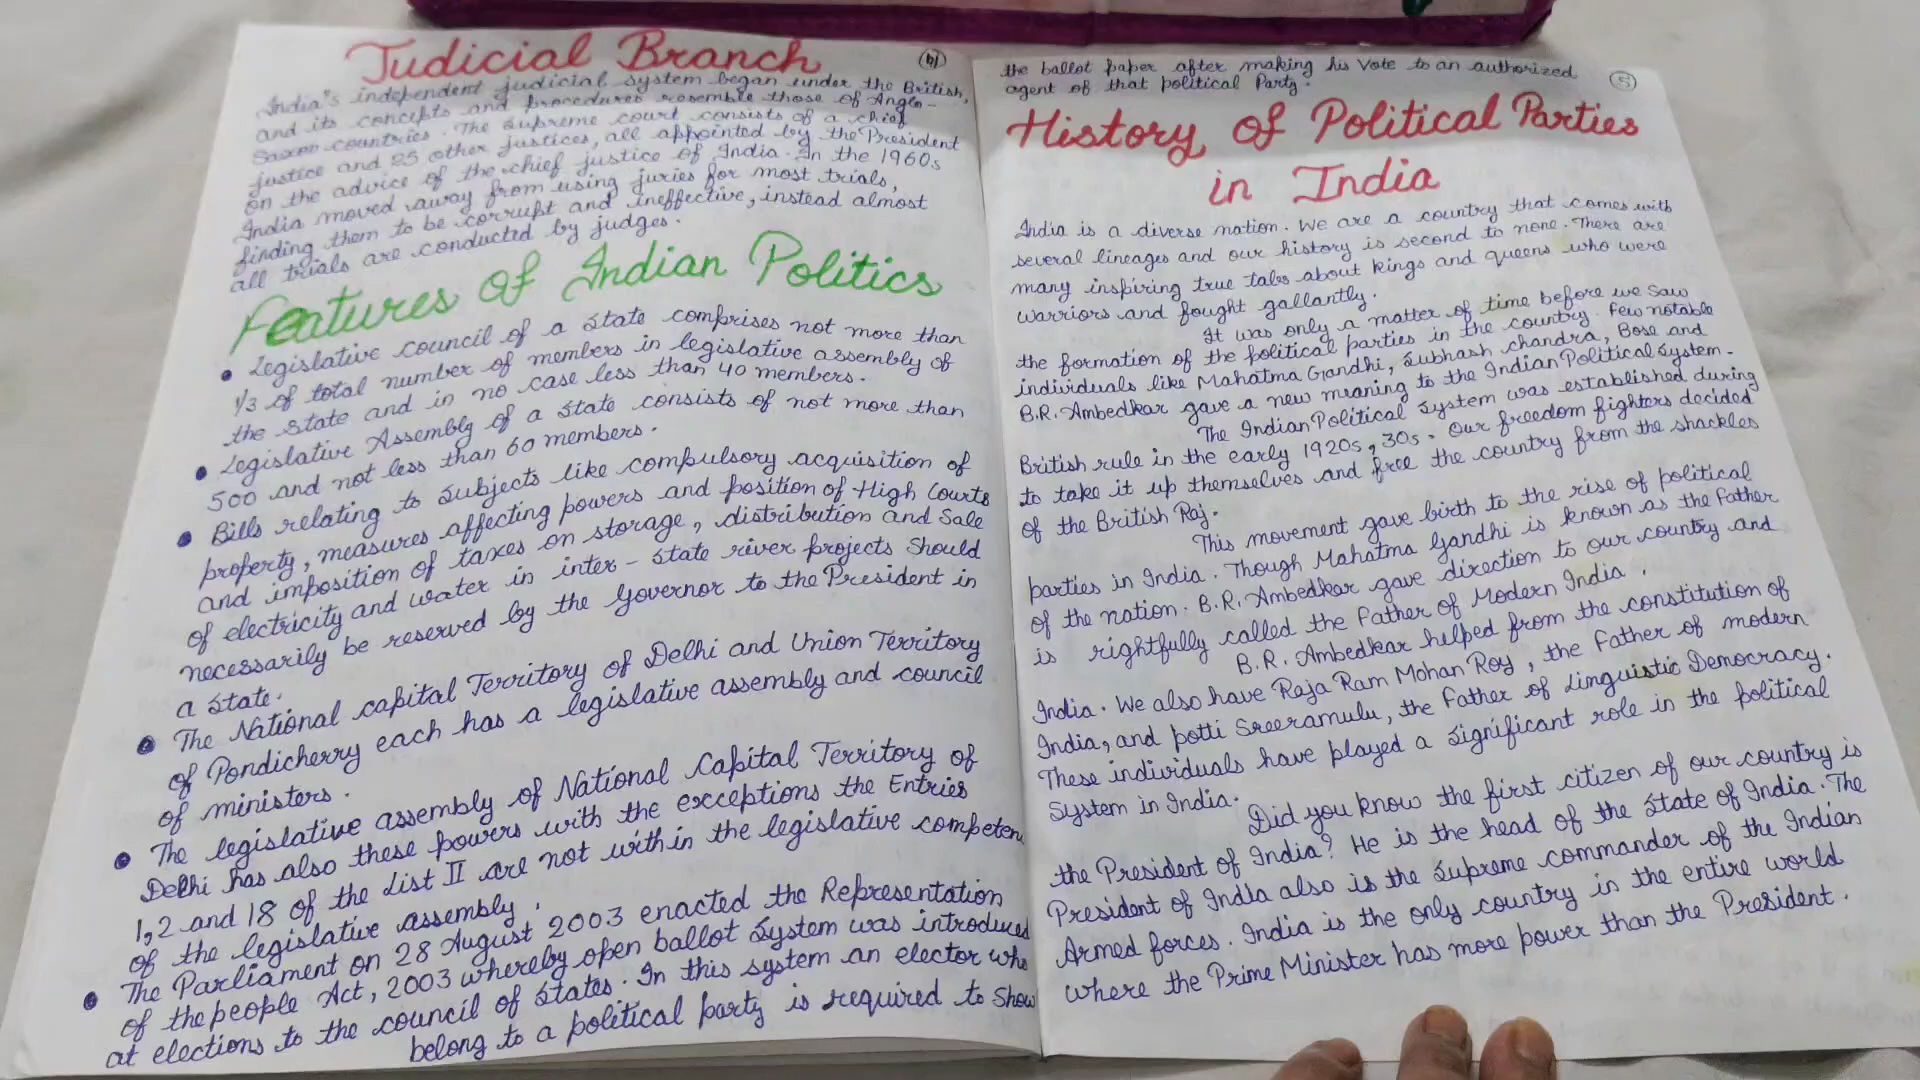 Judicial Branch
4
India's independent judicial system began under the British,
and its concepts and procedures resemble those of Anglo-
Saxon countries. The Supreme court consists of a chief
justice and 25 other justices, all appointed by the President
on the advice of the chief justice of India. In the 1960s
India moved away from using juries for most trials,
finding them to be corrupt and ineffective, instead almost
all trials are conducted by judges.
Features of Indian Politics
• Legislative council of a State comprises not more than
1/3 of total number of members in legislative assembly of
the state and in no case less than 40 members.
• Legislative Assembly of a State consists of not more than
500 and not less than 60 members.
• Bills relating to Subjects like compulsory acquisition of
property, measures affecting powers and position of High Courts
and imposition of taxes on storage, distribution and Sale
of electricity and water in inter-state river projects should
necessarily be reserved by the Governor to the President in
a State.
• The National capital Territory of Delhi and Union Territory
of Pondicherry each has a legislative assembly and council
of ministers.
• The legislative assembly of National Capital Territory of
Delhi has also these powers with the exceptions the Entries
1,2 and 18 of the List II are not within the legislative competen
of the legislative assembly.
• The Parliament on 28 August 2003 enacted the Representation
of the people Act, 2003 whereby open ballot System was introduced
at elections to the council of States. In this system an elector who
belong to a political party is required to show
the ballot paper after making his Vote to an authorized
agent of that political Party.
5
History of Political Parties
in India
India is a diverse nation. We are a country that comes with
several lineages and our history is second to none. There are
many inspiring true tales about kings and queens who were
warriors and fought gallantly.
It was only a matter of time before we saw
the formation of the political parties in the country. Few notable
individuals like Mahatma Gandhi, Subhash chandra, Bose and
B.R. Ambedkar gave a new meaning to the Indian Political System.
The Indian Political System was established during
British rule in the early 1920s, 30s. Our freedom fighters decided
to take it up themselves and free the country from the shackles
of the British Raj.
This movement gave birth to the rise of political
parties in India. Though Mahatma Gandhi is known as the Father
of the nation. B.R. Ambedkar gave direction to our country and
is rightfully called the Father of Modern India.
B.R. Ambedkar helped from the constitution of
India. We also have Raja Ram Mohan Roy, the Father of modern
India, and potti Sreeramulu, the Father of Linguistic Democracy.
These individuals have played a significant role in the political
System in India.
Did you know the first citizen of our country is
the President of India? He is the head of the State of India. The
President of India also is the Supreme commander of the Indian
Armed forces. India is the only country in the entire world
where the Prime Minister has more power than the President.